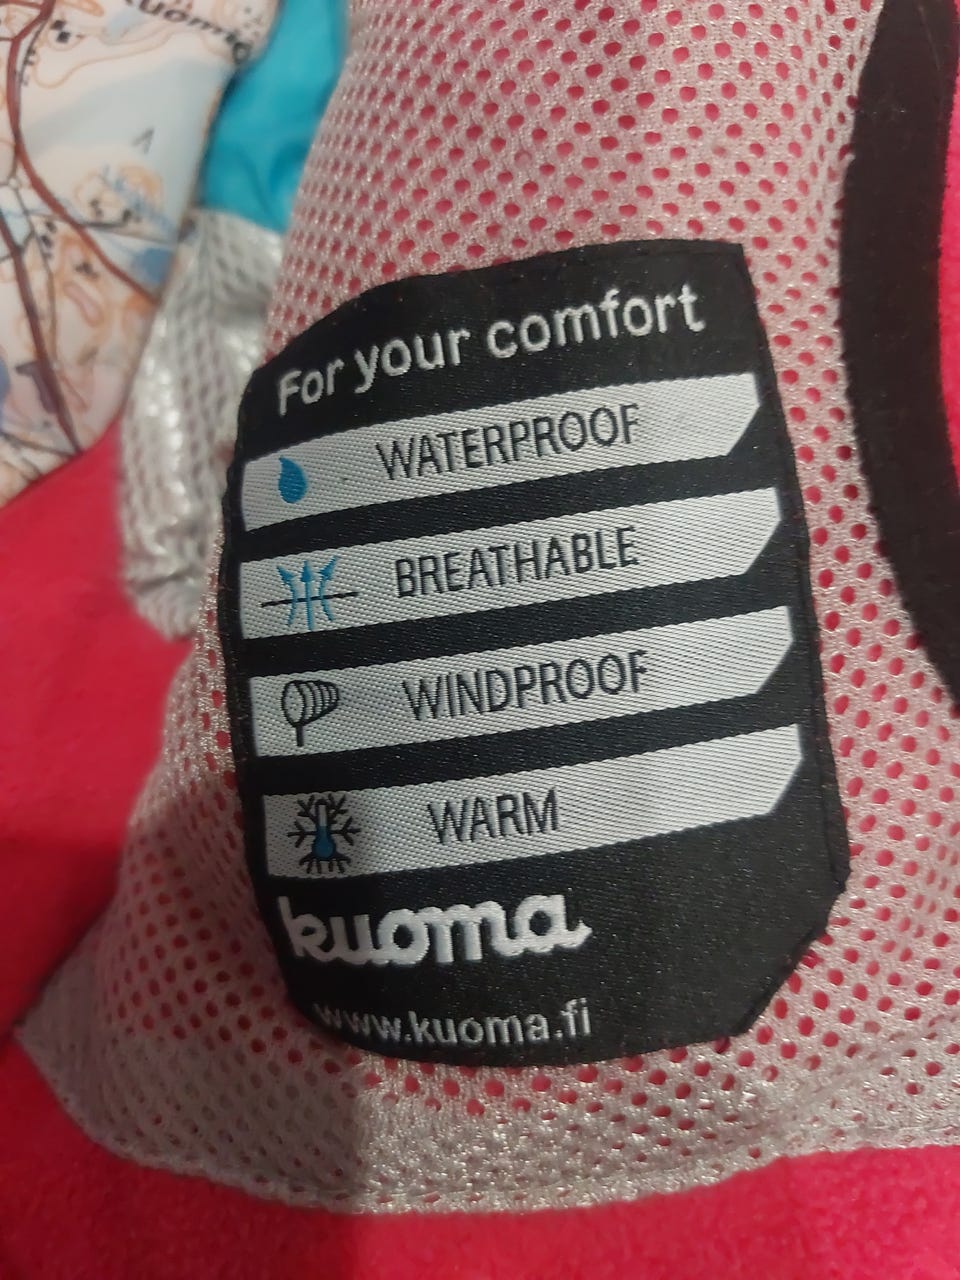 For your comfort
WATERPROOF
BREATHABLE
WINDPROOF
WARM
kuoma
www.kuoma.fi